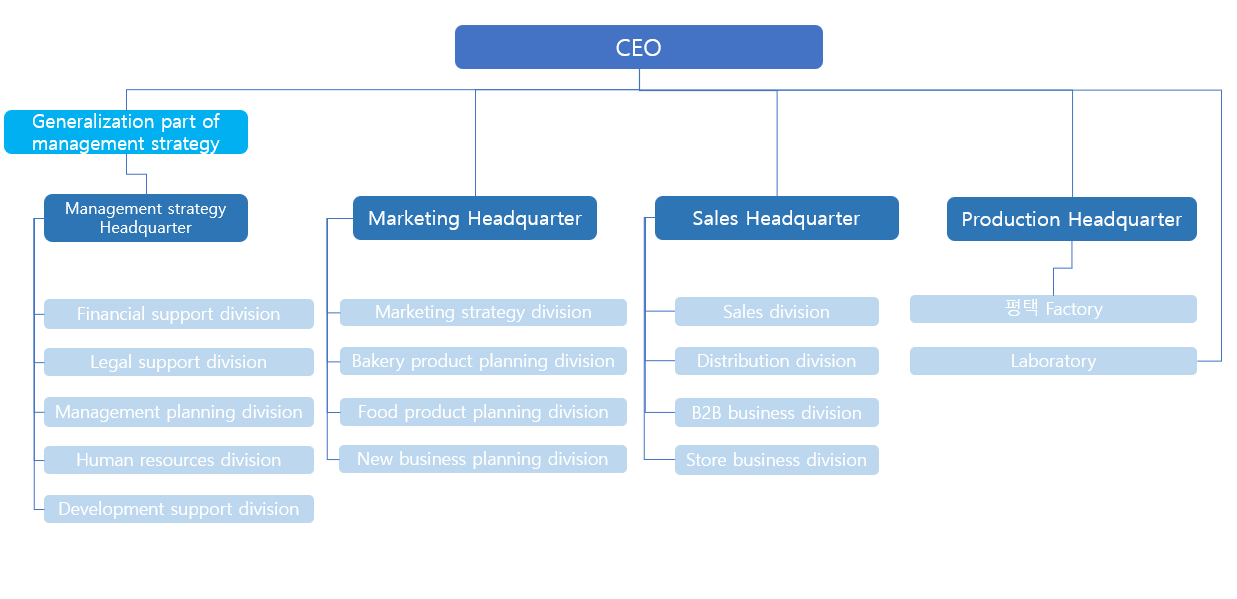 CEO
Generalization part of
management strategy
Management strategy
Headquarter
Marketing Headquarter
Sales Headquarter
Production Headquarter
Financial support division
Legal support division
Management planning division
Human resources division
Development support division
Marketing strategy division
Bakery product planning division
Food product planning division
New business planning division
Sales division
Distribution division
B2B business division
Store business division
평택 Factory
Laboratory